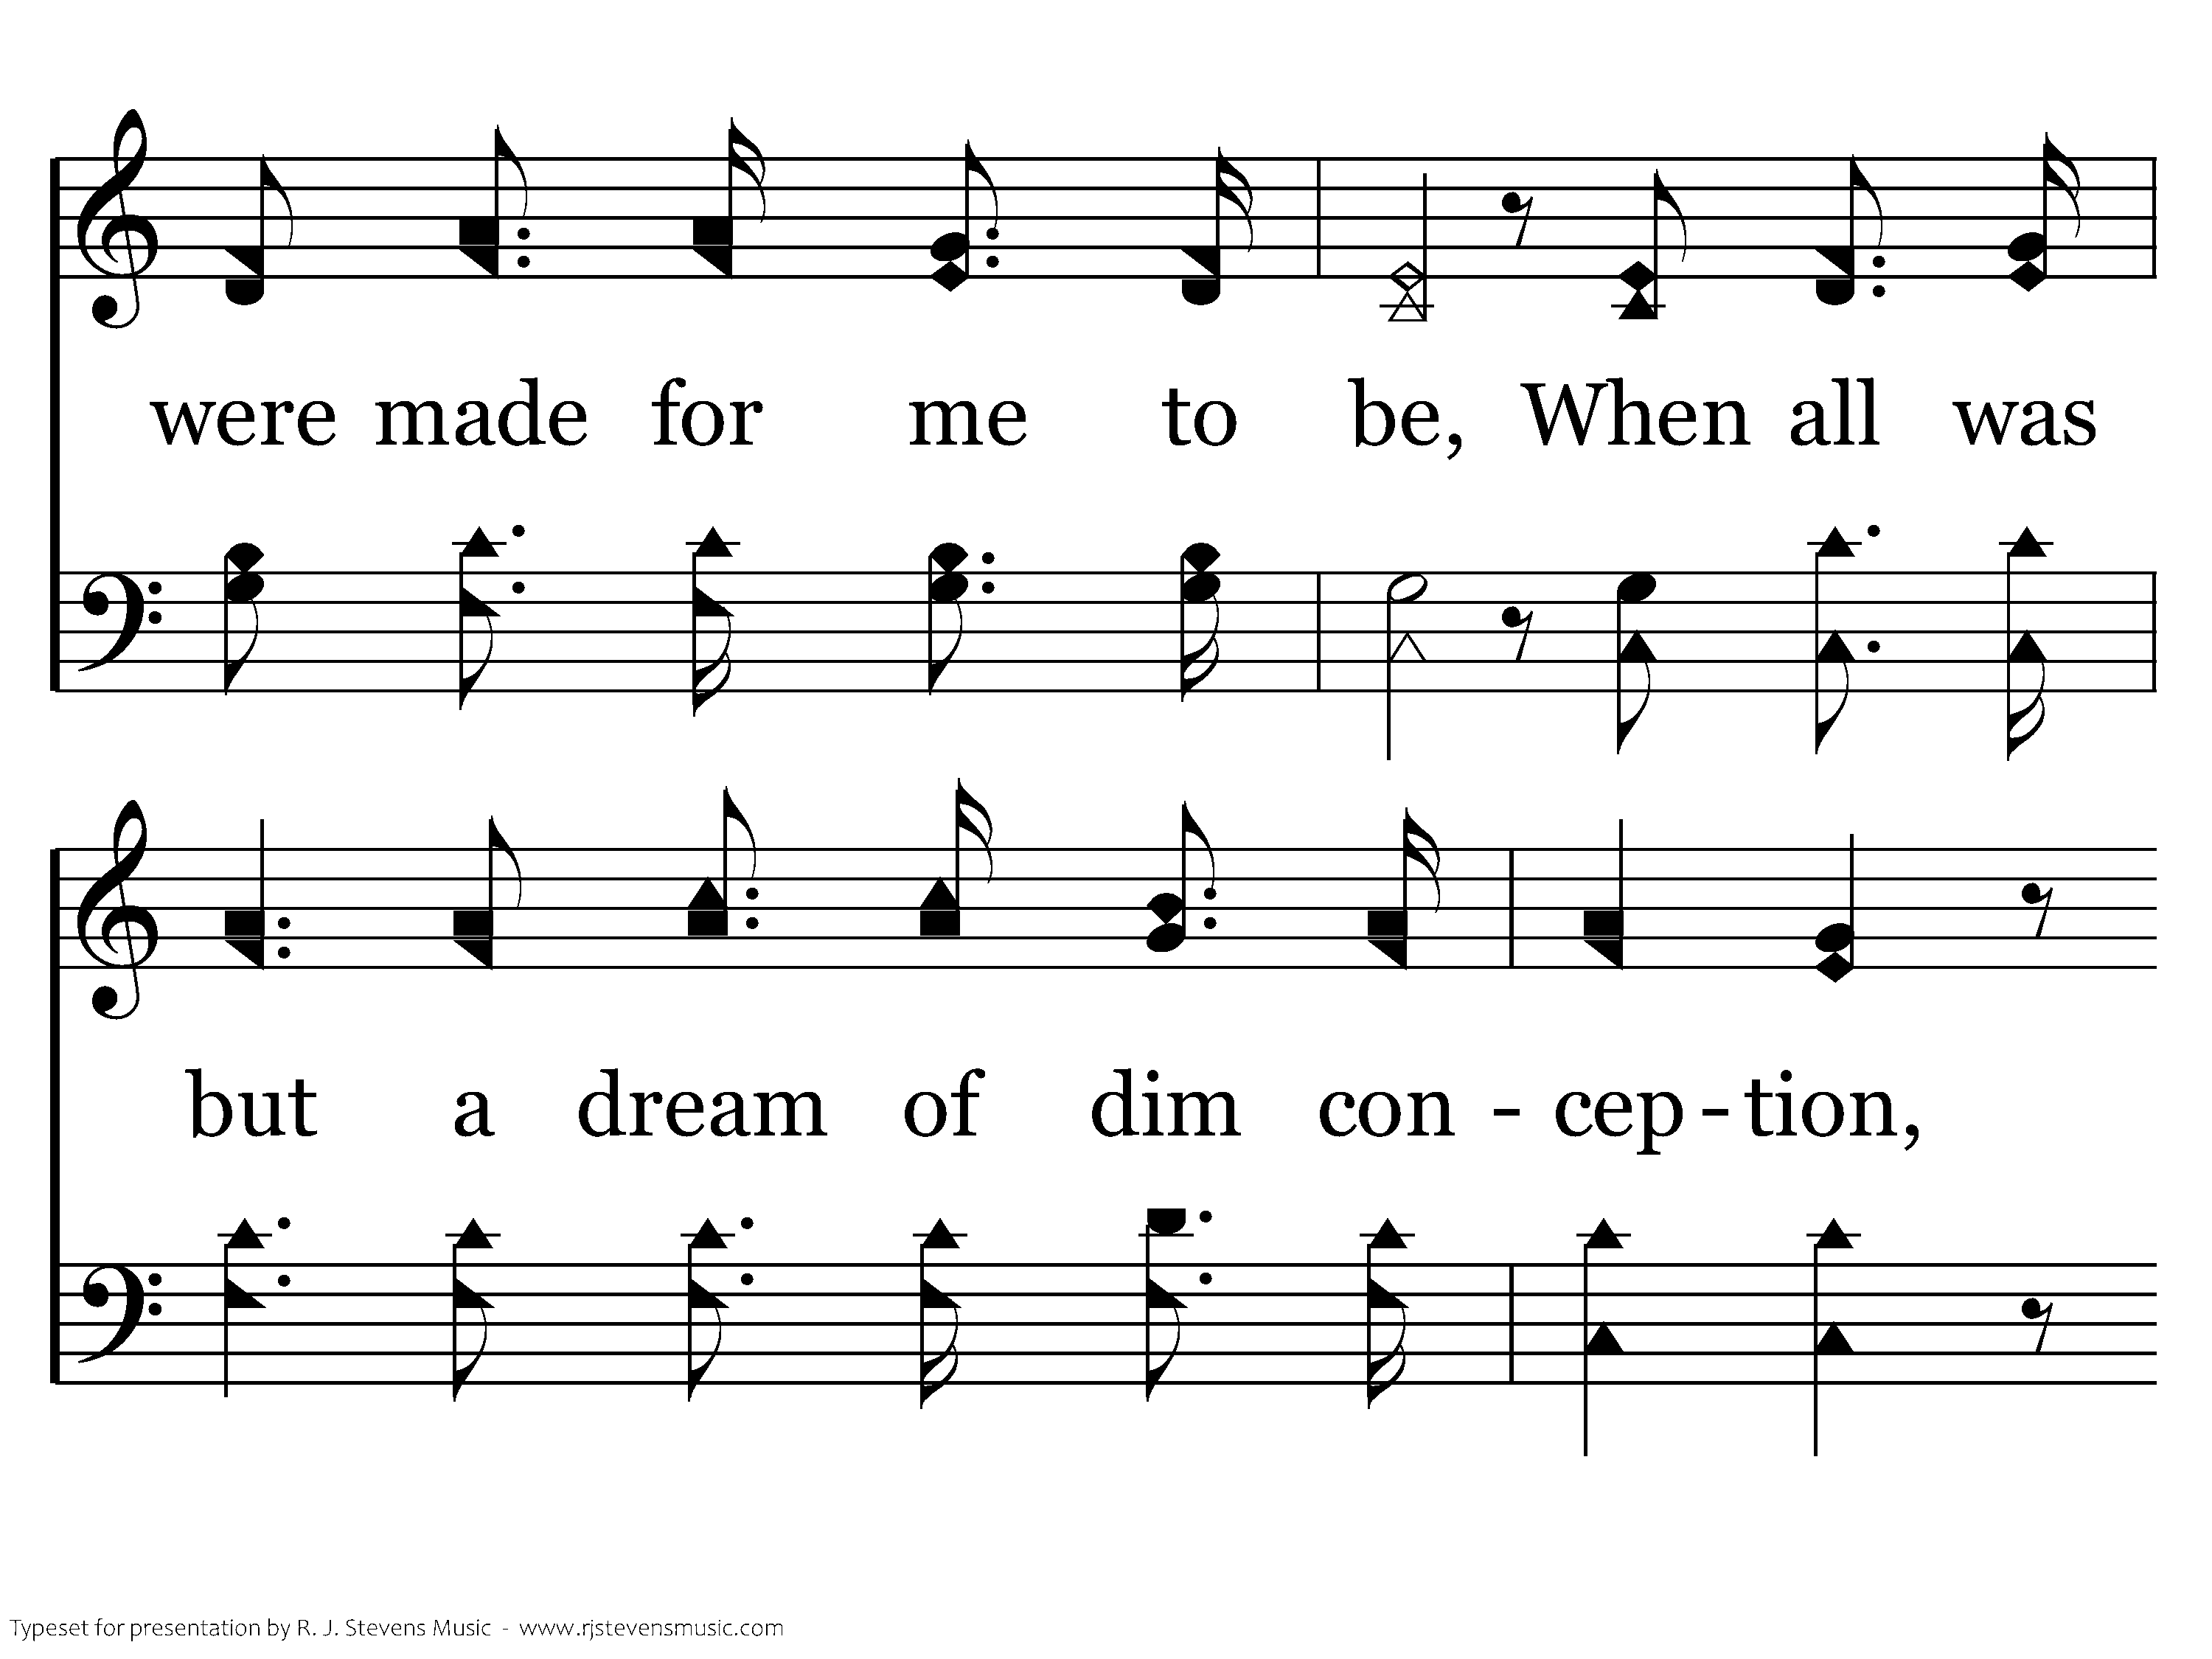 were made for me to be, When all was
but a dream of dim con - cep - tion,
Typeset for presentation by R. J. Stevens Music - www.rjstevensmusic.com